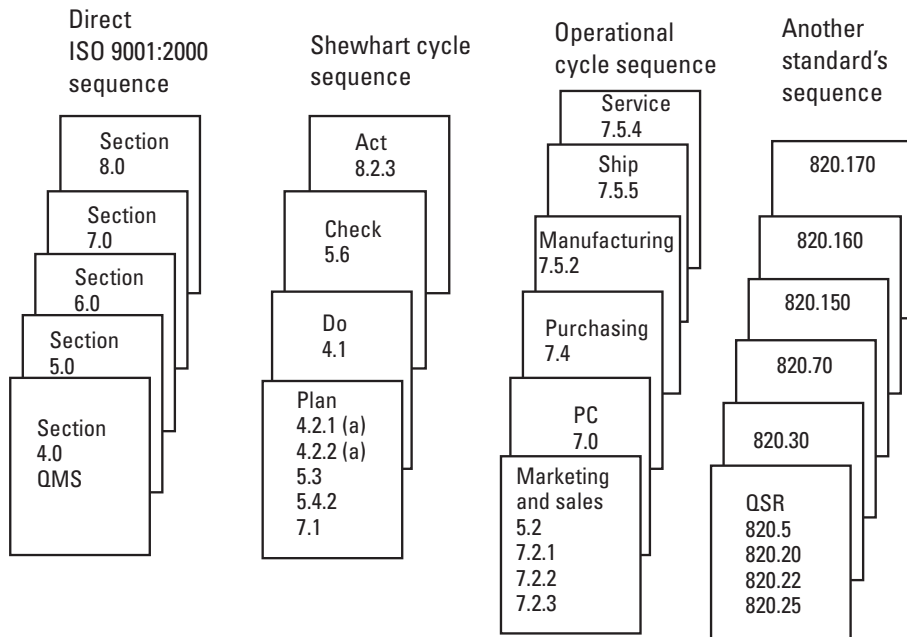 Direct
ISO 9001:2000
sequence
Section
8.0
Section
7.0
Section
6.0
Section
5.0
Section
4.0
QMS
Shewhart cycle
sequence
Act
8.2.3
Check
5.6
Do
4.1
Plan
4.2.1 (a)
4.2.2 (a)
5.3
5.4.2
7.1
Operational
cycle sequence
Service
7.5.4
Ship
7.5.5
Manufacturing
7.5.2
Purchasing
7.4
PC
7.0
Marketing
and sales
5.2
7.2.1
7.2.2
7.2.3
Another
standard's
sequence
820.170
820.160
820.150
820.70
820.30
QSR
820.5
820.20
820.22
820.25